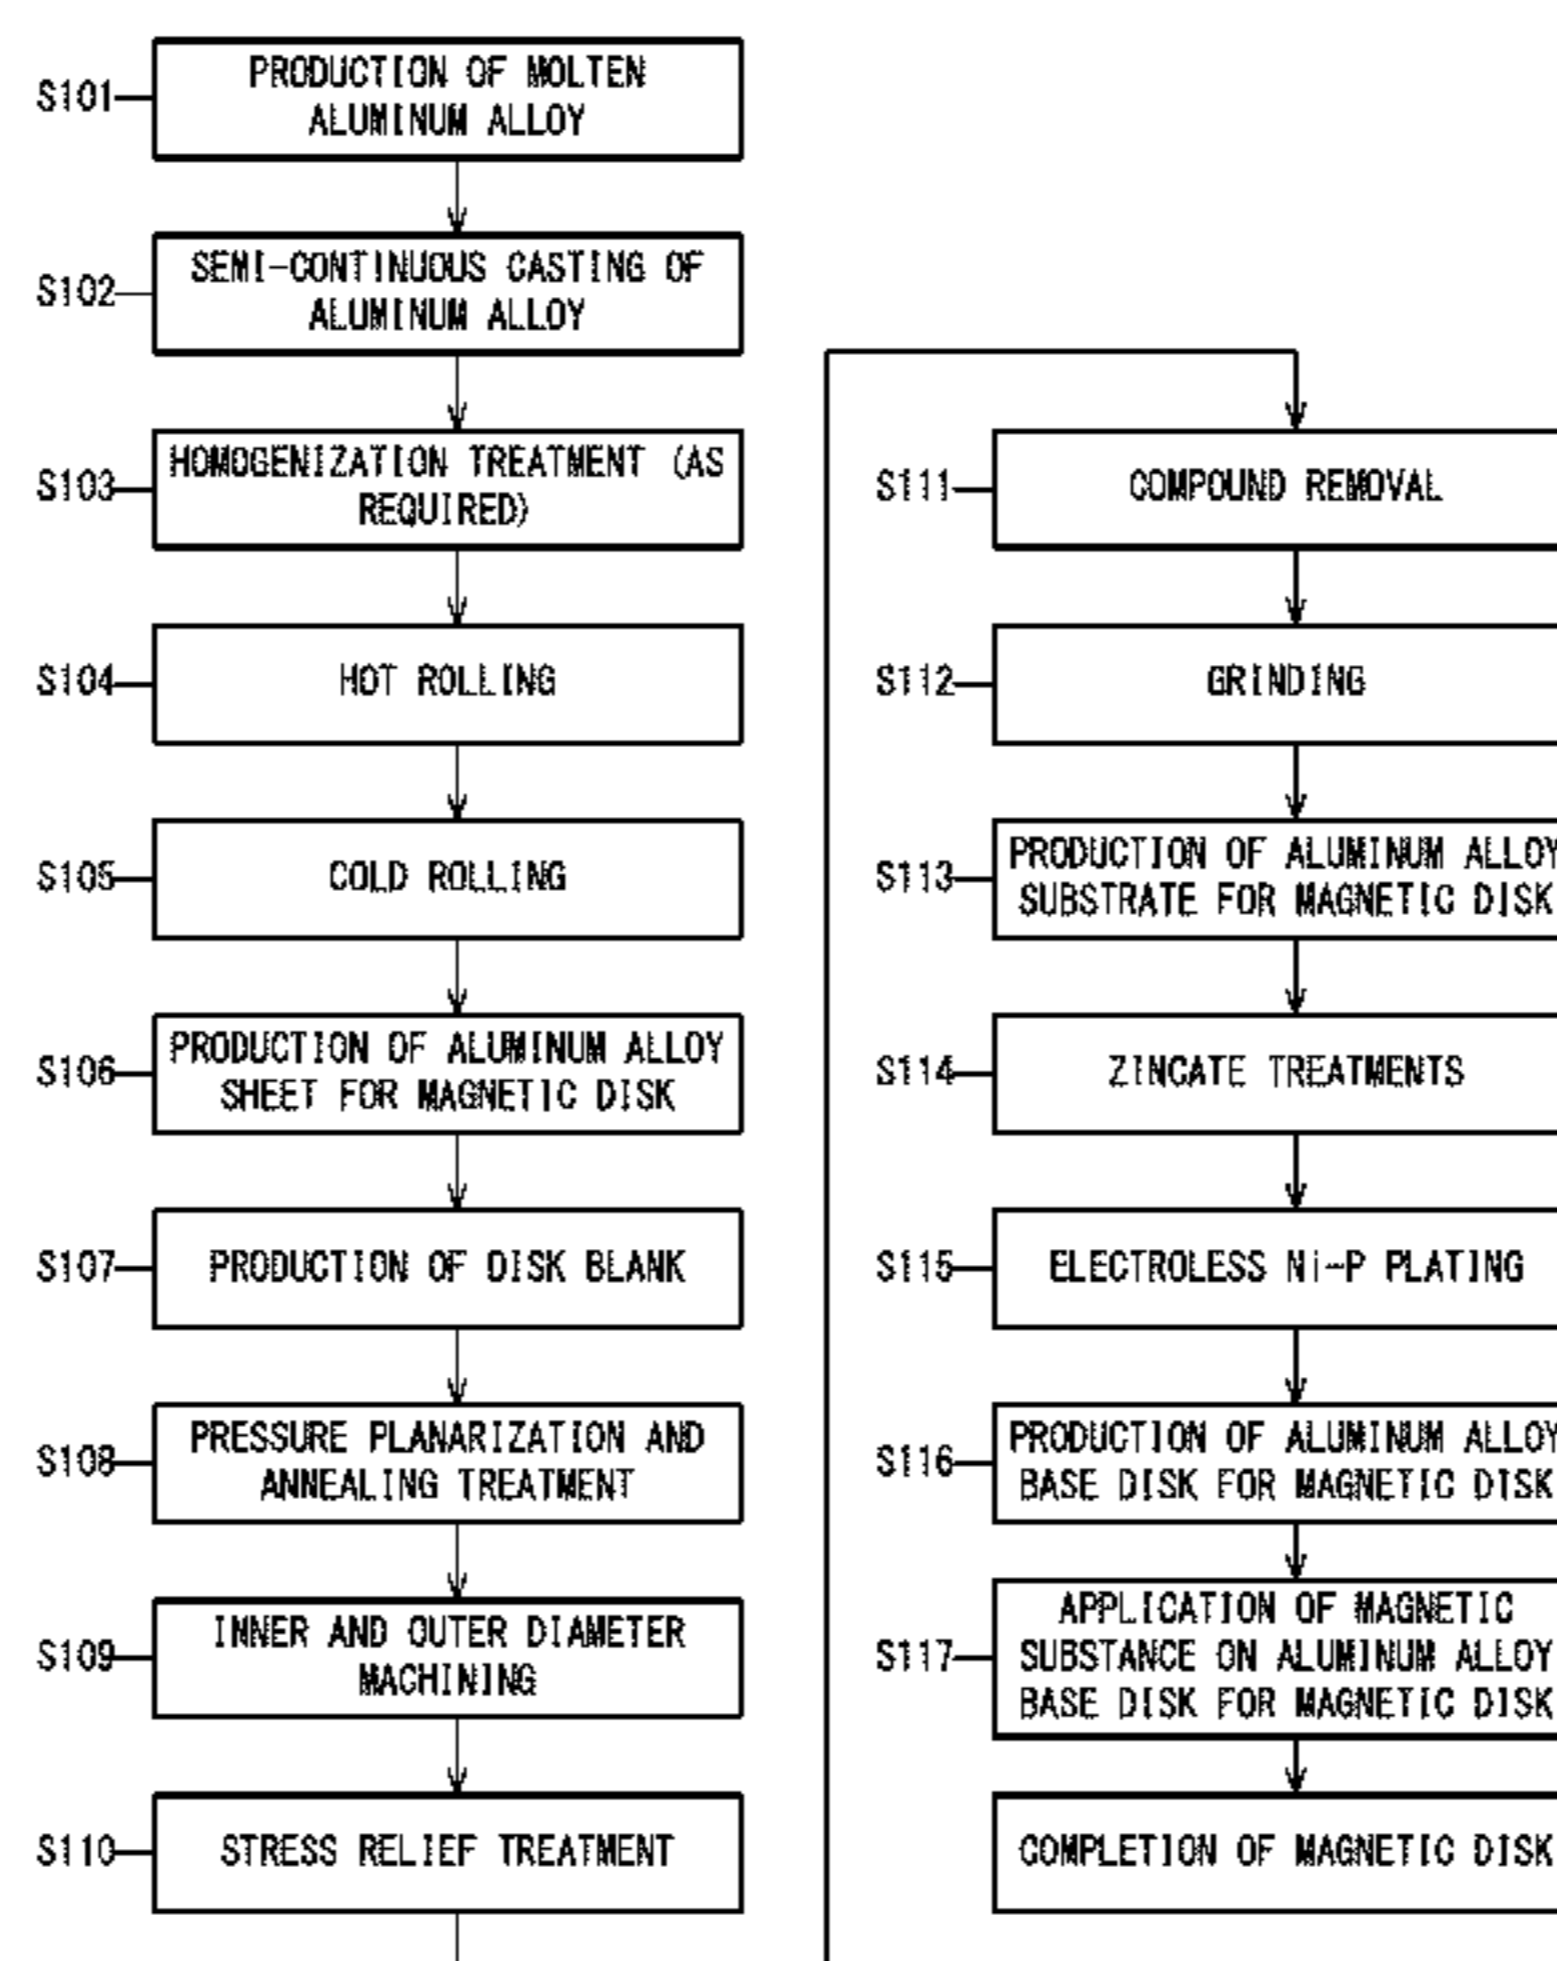 S101
PRODUCTION OF MOLTEN
ALUMINUM ALLOY
S102
SEMI-CONTINUOUS CASTING OF
ALUMINUM ALLOY
S103
HOMOGENIZATION TREATMENT (AS
REQUIRED)
S104
HOT ROLLING
S105
COLD ROLLING
S106
PRODUCTION OF ALUMINUM ALLOY
SHEET FOR MAGNETIC DISK
S107
PRODUCTION OF DISK BLANK
S108
PRESSURE PLANARIZATION AND
ANNEALING TREATMENT
S109
INNER AND OUTER DIAMETER
MACHINING
S110
STRESS RELIEF TREATMENT
S111
COMPOUND REMOVAL
S112
GRINDING
S113
PRODUCTION OF ALUMINUM ALLOY
SUBSTRATE FOR MAGNETIC DISK
S114
ZINCATE TREATMENTS
S115
ELECTROLESS Ni-P PLATING
S116
PRODUCTION OF ALUMINUM ALLOY
BASE DISK FOR MAGNETIC DISK
S117
APPLICATION OF MAGNETIC
SUBSTANCE ON ALUMINUM ALLOY
BASE DISK FOR MAGNETIC DISK
COMPLETION OF MAGNETIC DISK